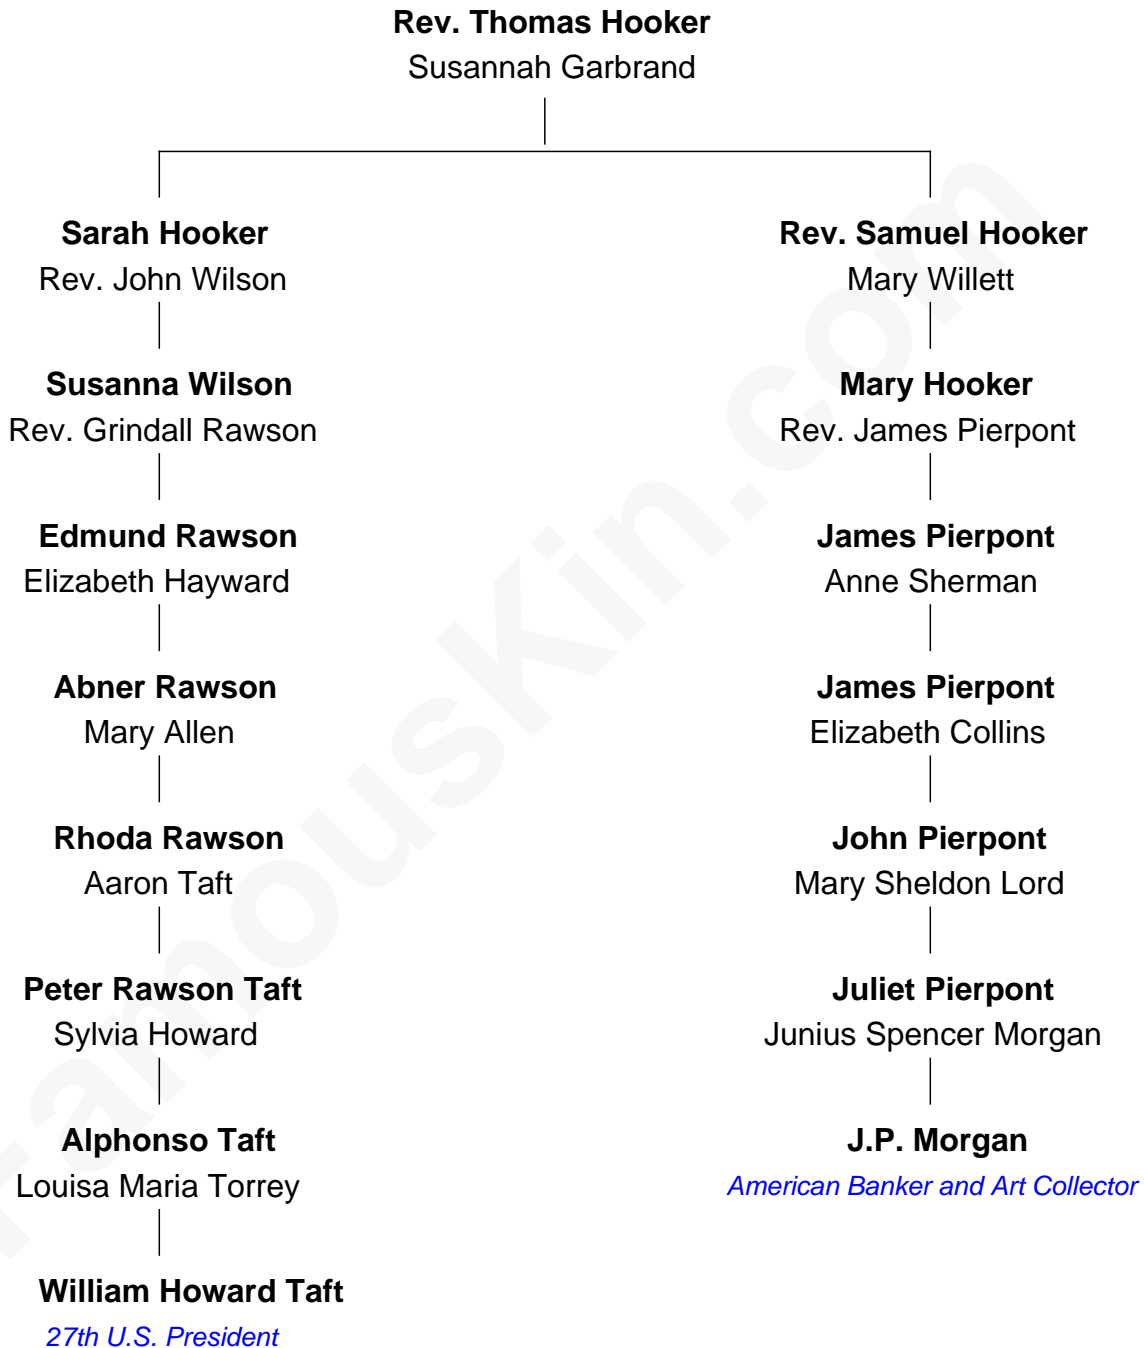 Rev. Thomas Hooker
Susannah Garbrand
Sarah Hooker
Rev. John Wilson
Susanna Wilson
Rev. Grindall Rawson
Edmund Rawson
Elizabeth Hayward
Abner Rawson
Mary Allen
Rhoda Rawson
Aaron Taft
Peter Rawson Taft
Sylvia Howard
Alphonso Taft
Louisa Maria Torrey
William Howard Taft
27th U.S. President
Rev. Samuel Hooker
Mary Willett
Mary Hooker
Rev. James Pierpont
James Pierpont
Anne Sherman
James Pierpont
Elizabeth Collins
John Pierpont
Mary Sheldon Lord
Juliet Pierpont
Junius Spencer Morgan
J.P. Morgan
American Banker and Art Collector
FamousKin.com